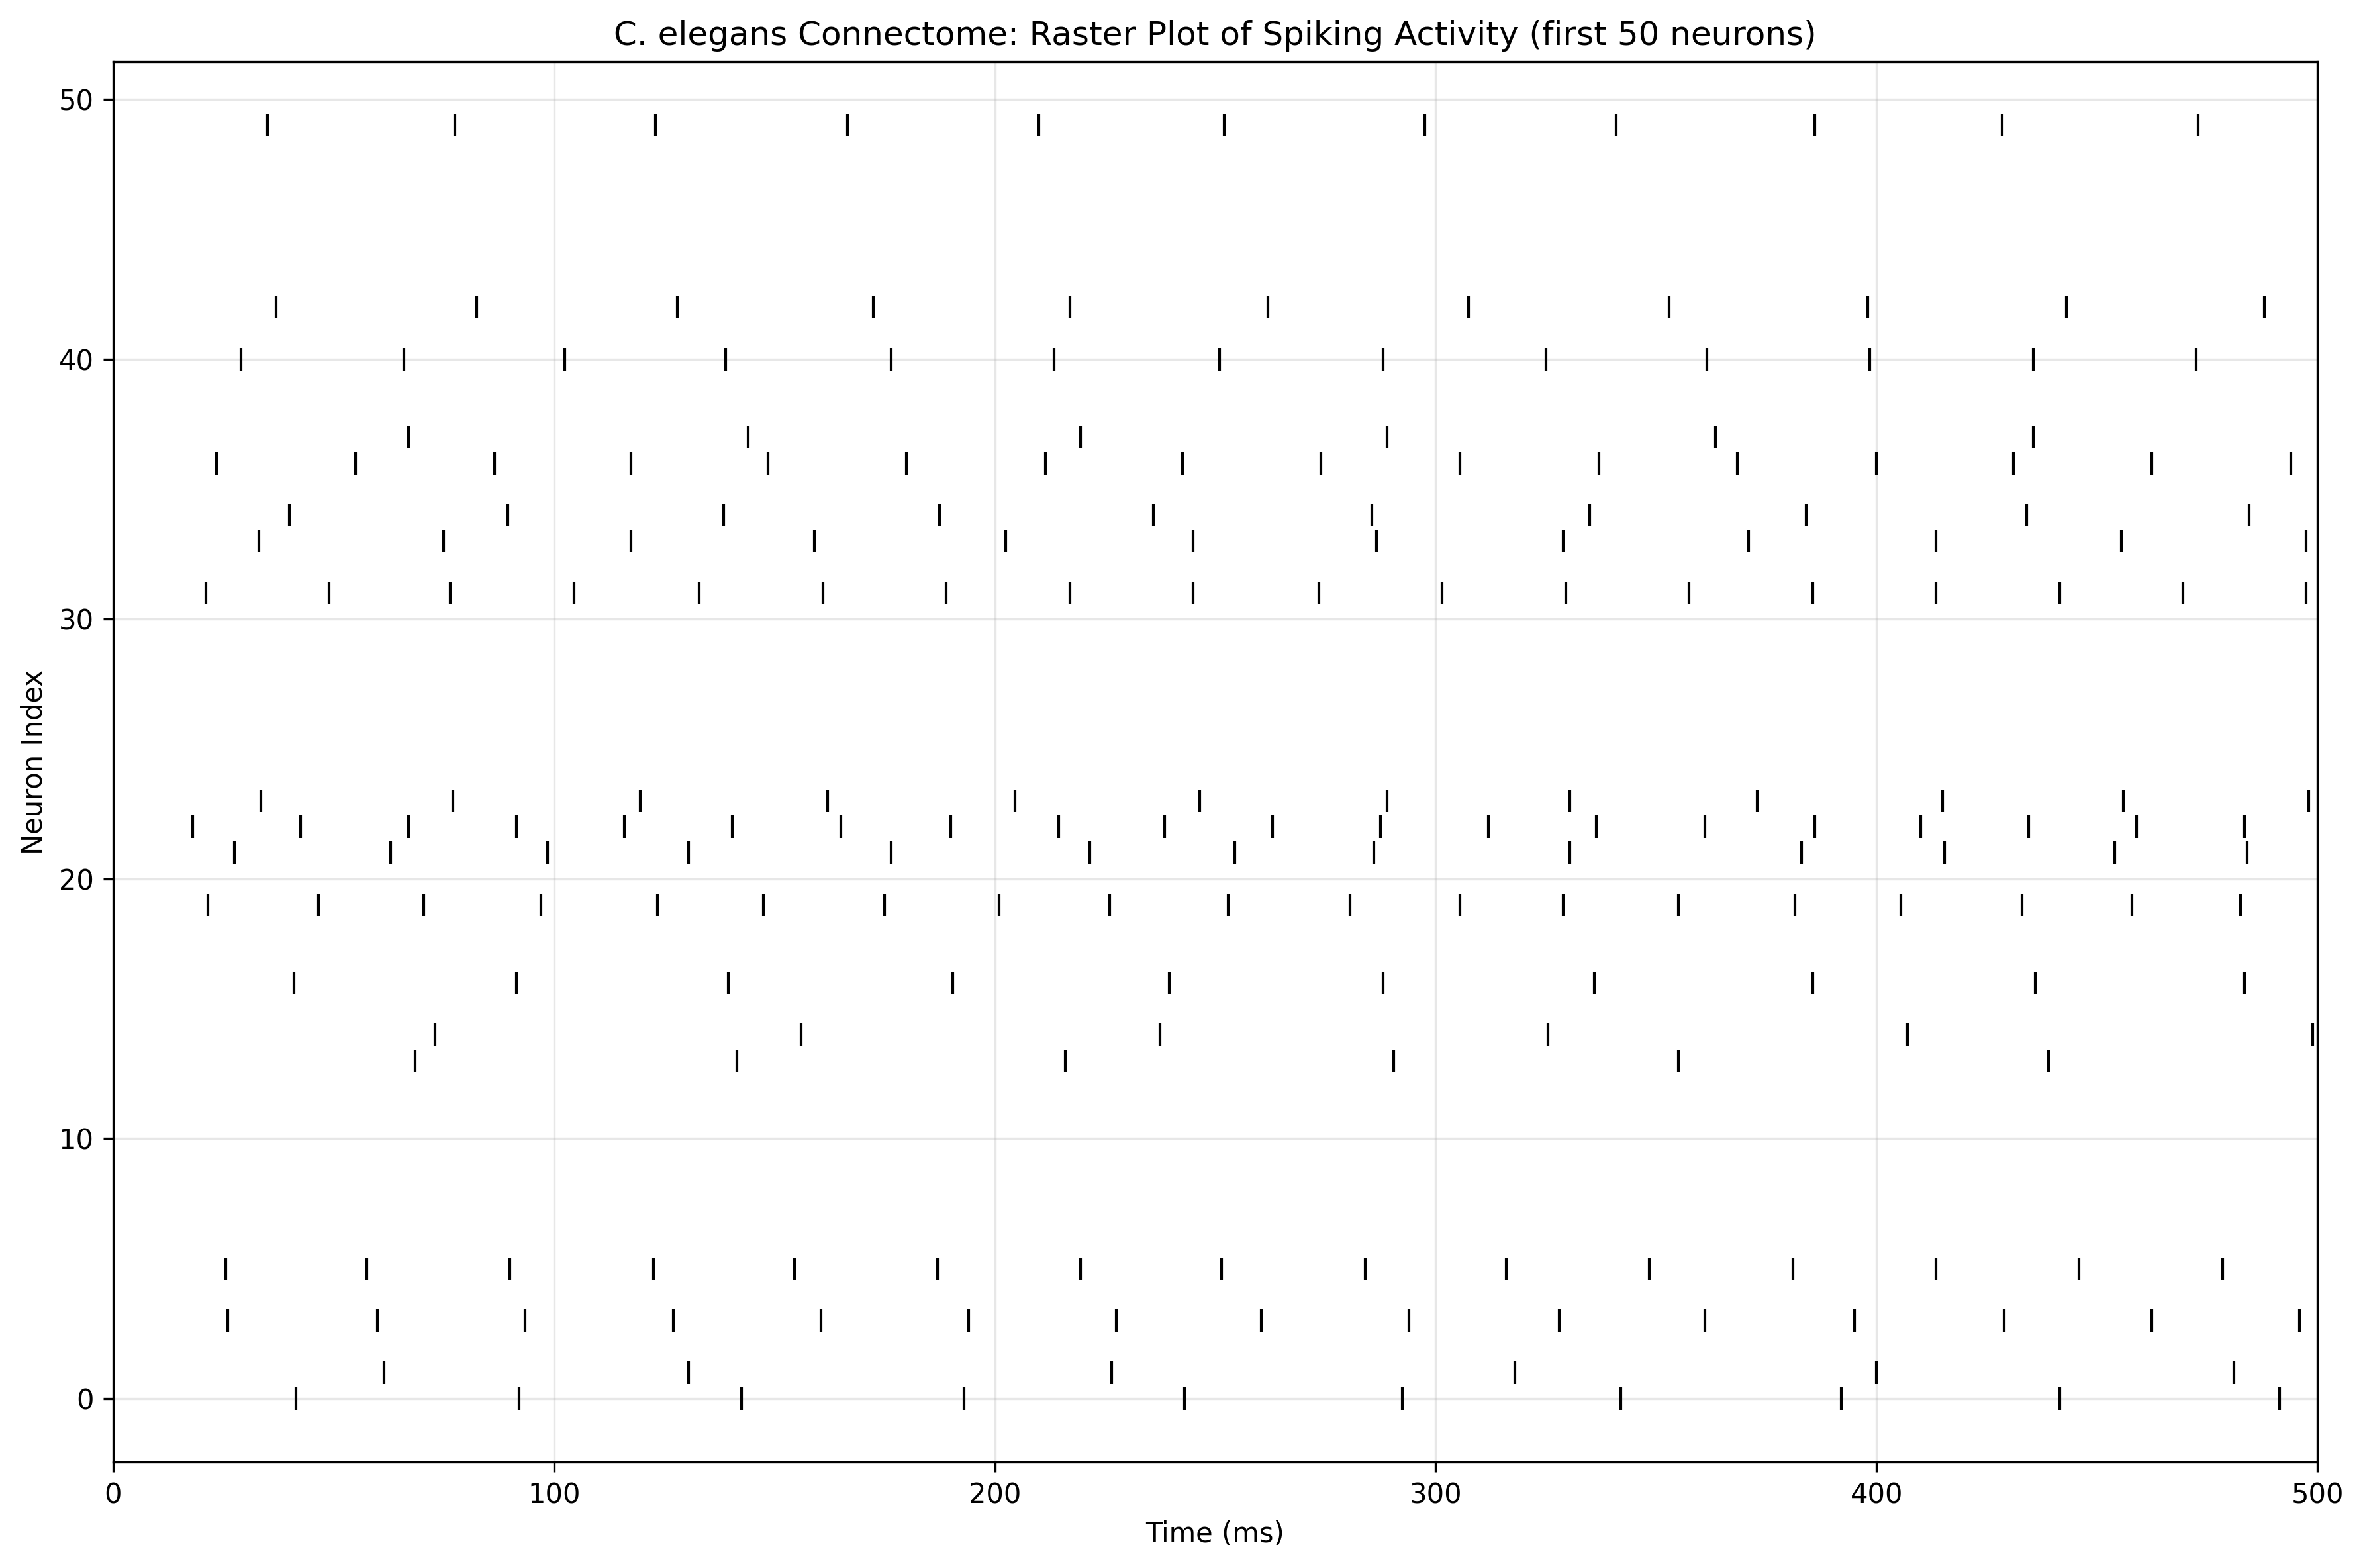 C. elegans Connectome: Raster Plot of Spiking Activity (first 50 neurons)
50
40
30
20
10
0
Neuron Index
0 100 200 300 400 500
Time (ms)